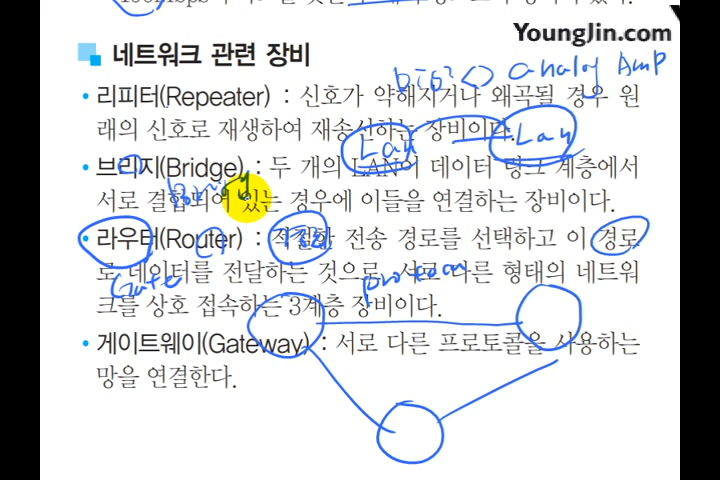 YoungJin.com
네트워크 관련 장비
analog Amp
• 리피터(Repeater) : 신호가 약해지거나 왜곡될 경우 원
래의 신호로 재생하여 재송신하는 장비이다.
Lan Lan
• 브리지(Bridge) : 두 개의 LAN이 데이터 링크 계층에서
서로 결합되어 있는 경우에 이들을 연결하는 장비이다.
• 라우터(Router) : 적절한 전송 경로를 선택하고 이 경로
로 데이터를 전달하는 것으로 서로 다른 형태의 네트워
Gate
크를 상호 접속하는 3계층 장비이다.
• 게이트웨이(Gateway) : 서로 다른 프로토콜을 사용하는
망을 연결한다.